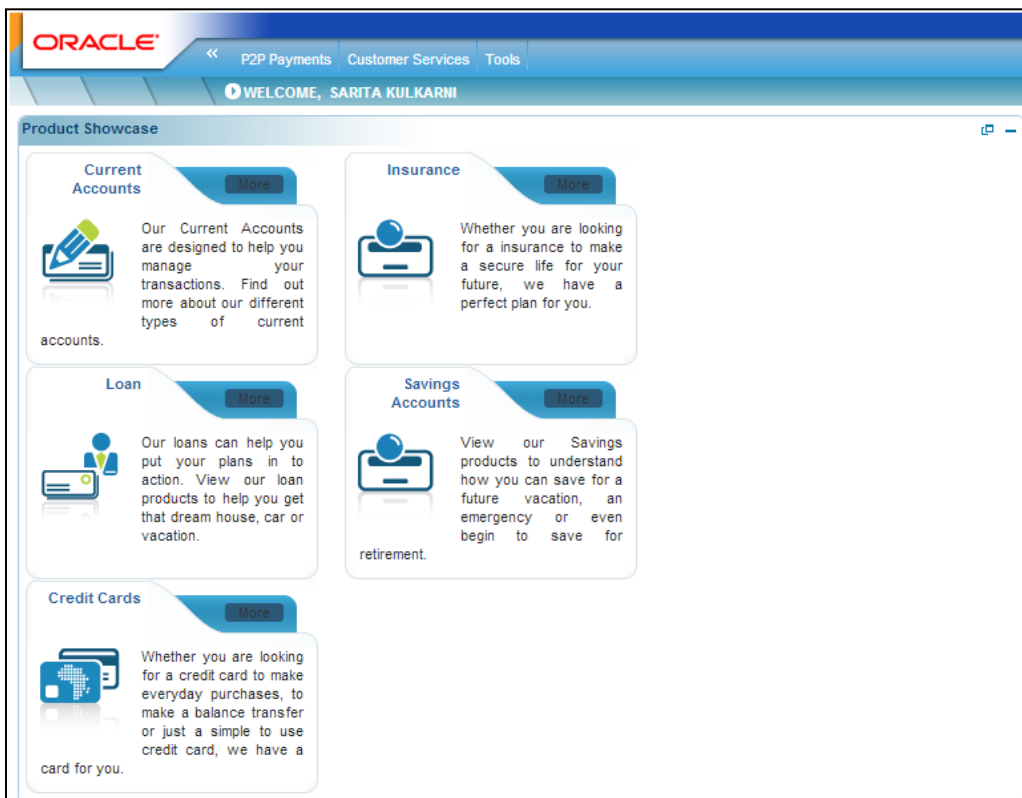 ORACLE
« P2P Payments Customer Services Tools
WELCOME, SARITA KULKARNI
Product Showcase
Current
Accounts
More
Our Current Accounts
are designed to help you
manage your
transactions. Find out
more about our different
types of current
accounts.
Insurance
More
Whether you are looking
for a insurance to make
a secure life for your
future, we have a
perfect plan for you.
Loan
More
Our loans can help you
put your plans in to
action. View our loan
products to help you get
that dream house, car or
vacation.
Savings
Accounts
More
View our Savings
products to understand
how you can save for a
future vacation, an
emergency or even
begin to save for
retirement.
Credit Cards
More
Whether you are looking
for a credit card to make
everyday purchases, to
make a balance transfer
or just a simple to use
credit card, we have a
card for you.